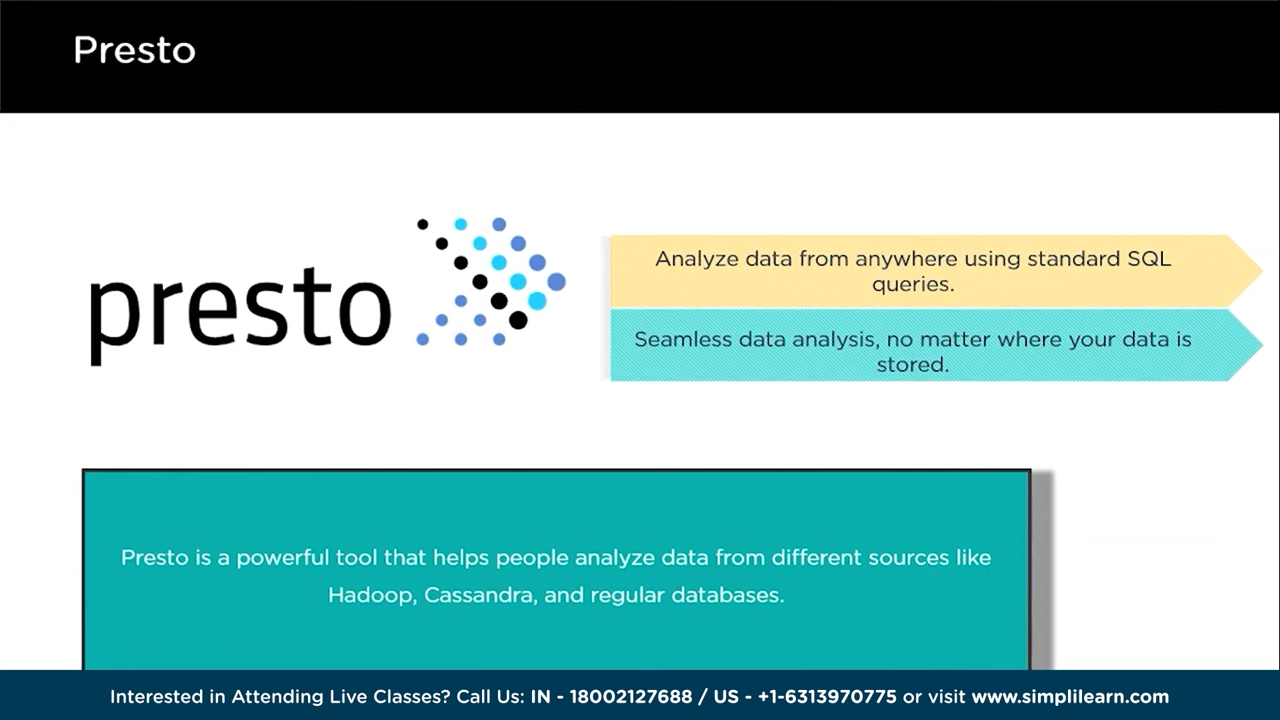 Presto
presto
Analyze data from anywhere using standard SQL
queries.
Seamless data analysis, no matter where your data is
stored.
Presto is a powerful tool that helps people analyze data from different sources like
Hadoop, Cassandra, and regular databases.
Interested in Attending Live Classes? Call Us: IN - 18002127688 / US - +1-6313970775 or visit www.simplilearn.com